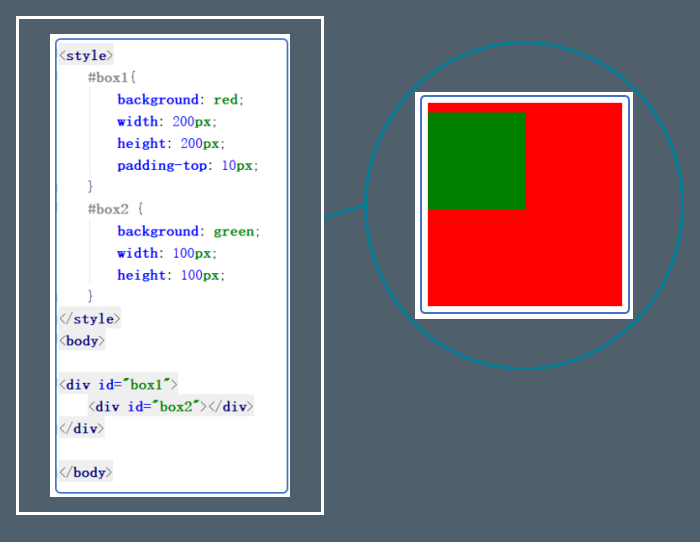 <style>
#box1{
background: red;
width: 200px;
height: 200px;
padding-top: 10px;
}
#box2 {
background: green;
width: 100px;
height: 100px;
}
</style>
<body>
<div id="box1">
<div id="box2"></div>
</div>
</body>